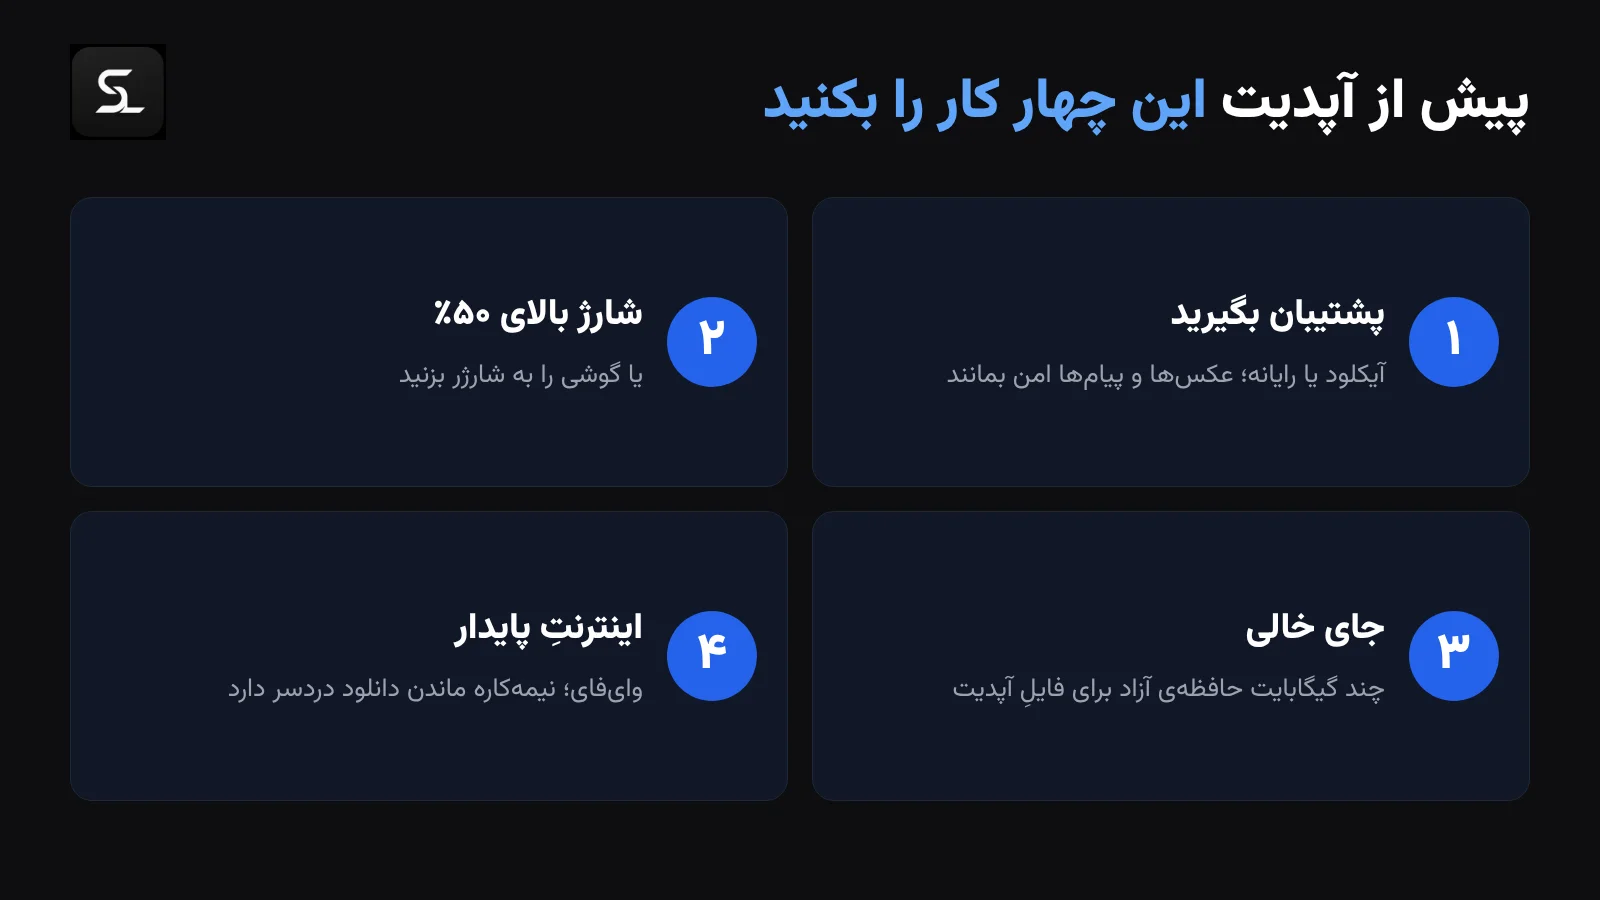 پیش از آپدیت این چهار کار را بکنید
SL
۱
پشتیبان بگیرید
آیکلود یا رایانه؛ عکس‌ها و پیام‌ها امن بمانند
۲
شارژ بالای ۵۰٪
یا گوشی را به شارژر بزنید
۳
جای خالی
چند گیگابایت حافظه‌ی آزاد برای فایلِ آپدیت
۴
اینترنتِ پایدار
وای‌فای؛ نیمه‌کاره ماندن دانلود دردسر دارد